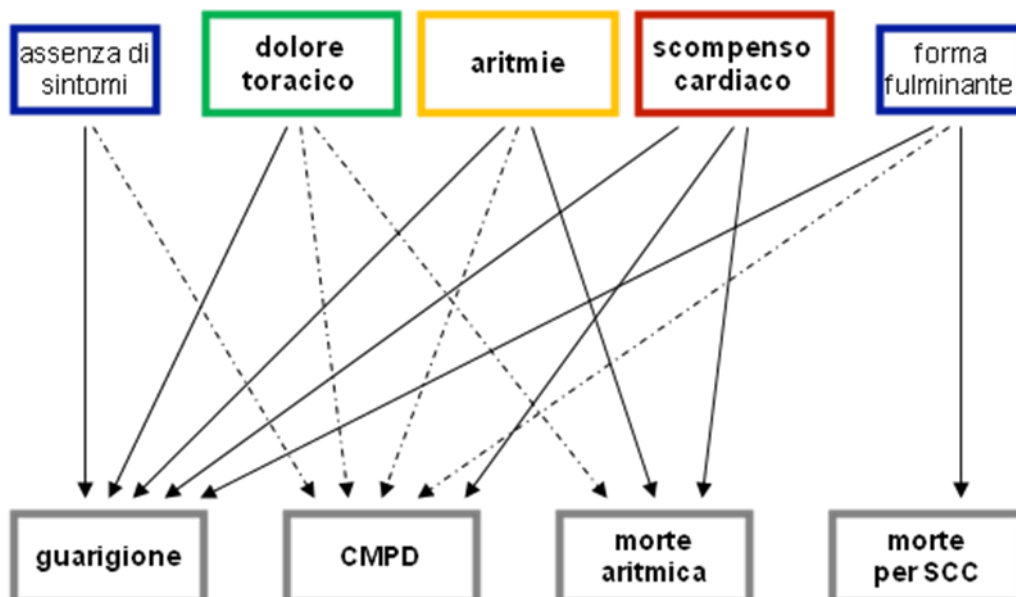 assenza di
sintomi
dolore
toracico
aritmie
scompenso
cardiaco
forma
fulminante
guarigione
CMPD
morte
aritmica
morte
per SCC